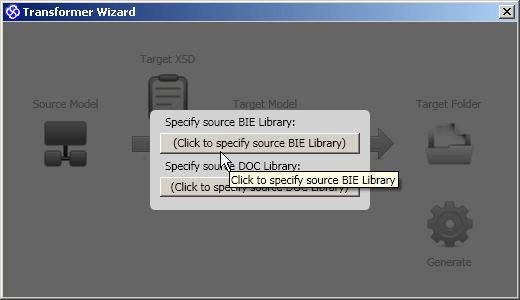 Transformer Wizard
Target XSD
Source Model
Target Model
Target Folder
Specify source BIE Library:
(Click to specify source BIE Library)
Specify source DOC Library:
Click to specify source BIE Library
(Click to specify source DOC Library)
Generate